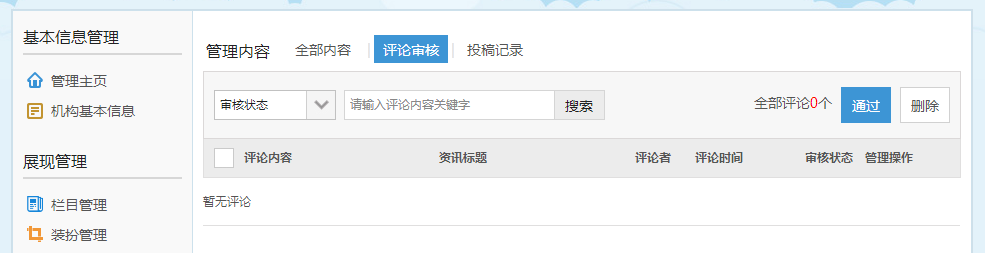 基本信息管理
管理主页
机构基本信息
展现管理
栏目管理
装扮管理
管理内容 全部内容 评论审核 投稿记录
审核状态 请输入评论内容关键字 搜索 全部评论0个 通过 删除
评论内容 资讯标题 评论者 评论时间 审核状态 管理操作
暂无评论